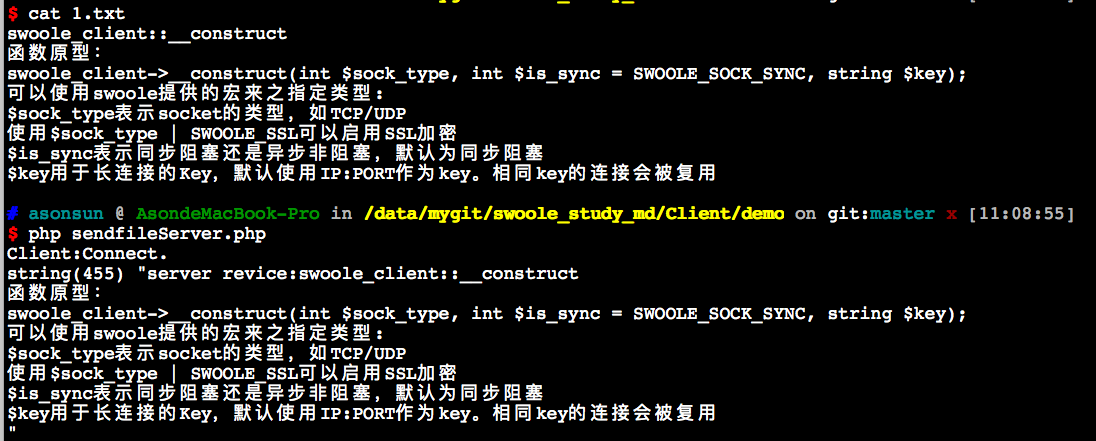 $ cat 1.txt
swoole_client::__construct
函数原型：
swoole_client->__construct(int $sock_type, int $is_sync = SWOOLE_SOCK_SYNC, string $key);
可以使用swoole提供的宏来之指定类型：
$sock_type表示socket的类型，如TCP/UDP
使用$sock_type | SWOOLE_SSL可以启用SSL加密
$is_sync表示同步阻塞还是异步非阻塞，默认为同步阻塞
$key用于长连接的Key，默认使用IP:PORT作为key。相同key的连接会被复用
# asonsun @ AsondeMacBook-Pro in /data/mygit/swoole_study_md/Client/demo on git:master x [11:08:55]
$ php sendfileServer.php
Client:Connect.
string(455) "server revice:swoole_client::__construct
函数原型：
swoole_client->__construct(int $sock_type, int $is_sync = SWOOLE_SOCK_SYNC, string $key);
可以使用swoole提供的宏来之指定类型：
$sock_type表示socket的类型，如TCP/UDP
使用$sock_type | SWOOLE_SSL可以启用SSL加密
$is_sync表示同步阻塞还是异步非阻塞，默认为同步阻塞
$key用于长连接的Key，默认使用IP:PORT作为key。相同key的连接会被复用
"